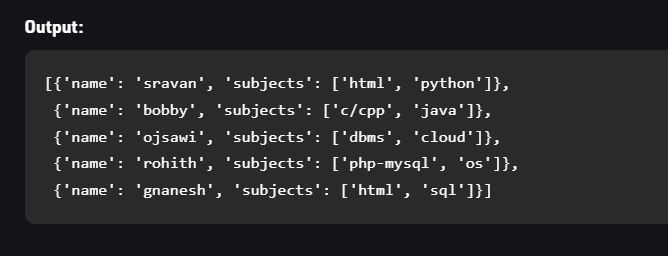 Output:
[{'name': 'sravan', 'subjects': ['html', 'python']},
{'name': 'bobby', 'subjects': ['c/cpp', 'java']},
{'name': 'ojsawi', 'subjects': ['dbms', 'cloud']},
{'name': 'rohith', 'subjects': ['php-mysql', 'os']},
{'name': 'gnanesh', 'subjects': ['html', 'sql']}]